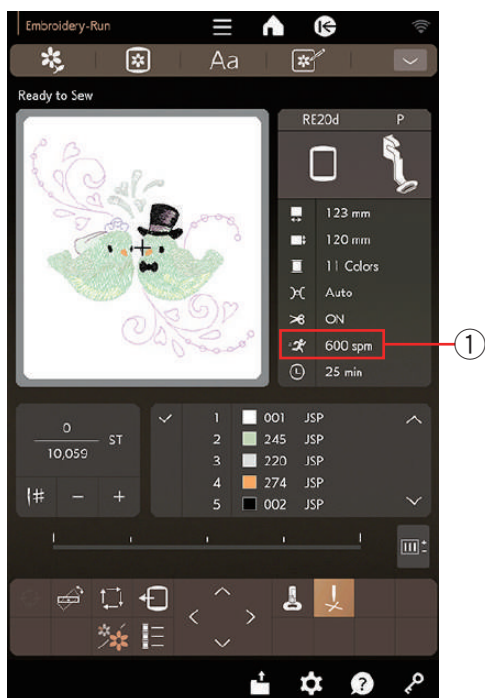 Embroidery-Run
Aa
Ready to Sew
RE20d P
123 mm
120 mm
11 Colors
Auto
ON
600 spm
①
25 min
0
10,059 ST
✓ 1 001 JSP
2 245 JSP
3 220 JSP
4 274 JSP
5 002 JSP
# − +
?